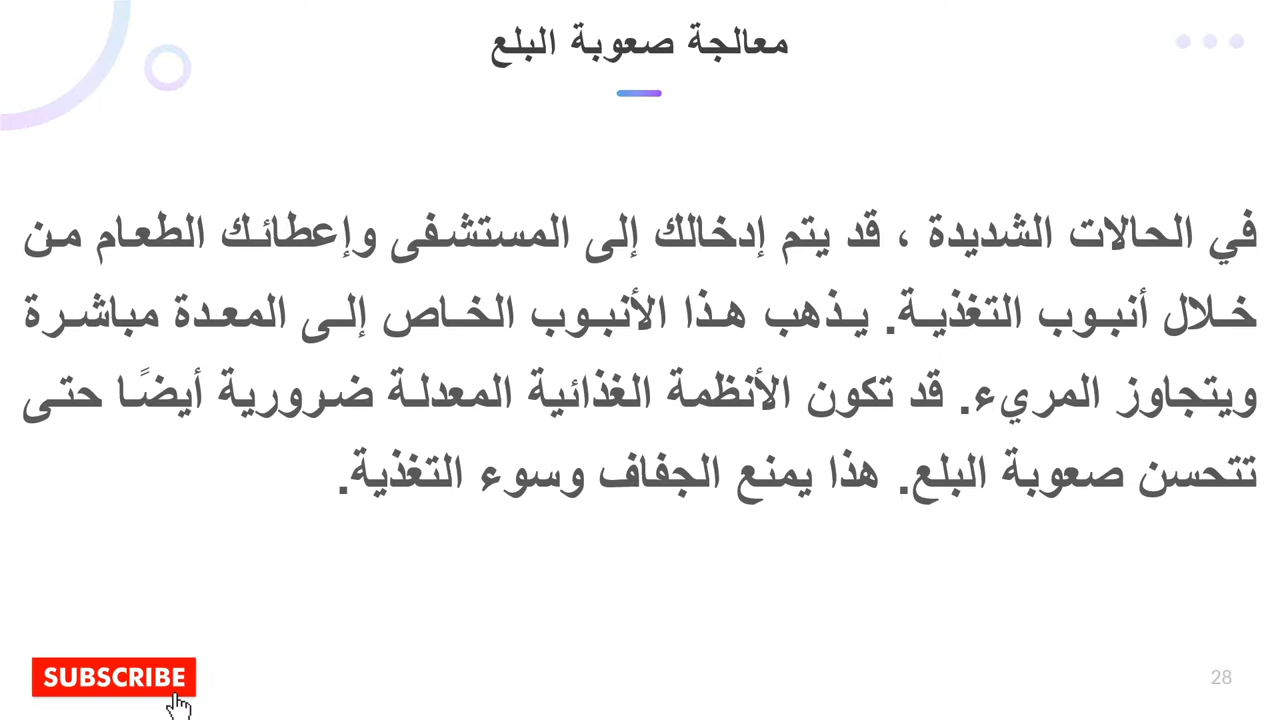 معالجة صعوبة البلع
في الحالات الشديدة ، قد يتم إدخالك إلى المستشفى وإعطائك الطعام من
خلال أنبوب التغذية. يذهب هذا الأنبوب الخاص إلى المعدة مباشرة
ويتجاوز المريء. قد تكون الأنظمة الغذائية المعدلة ضرورية أيضًا حتى
تتحسن صعوبة البلع. هذا يمنع الجفاف وسوء التغذية.
SUBSCRIBE
28